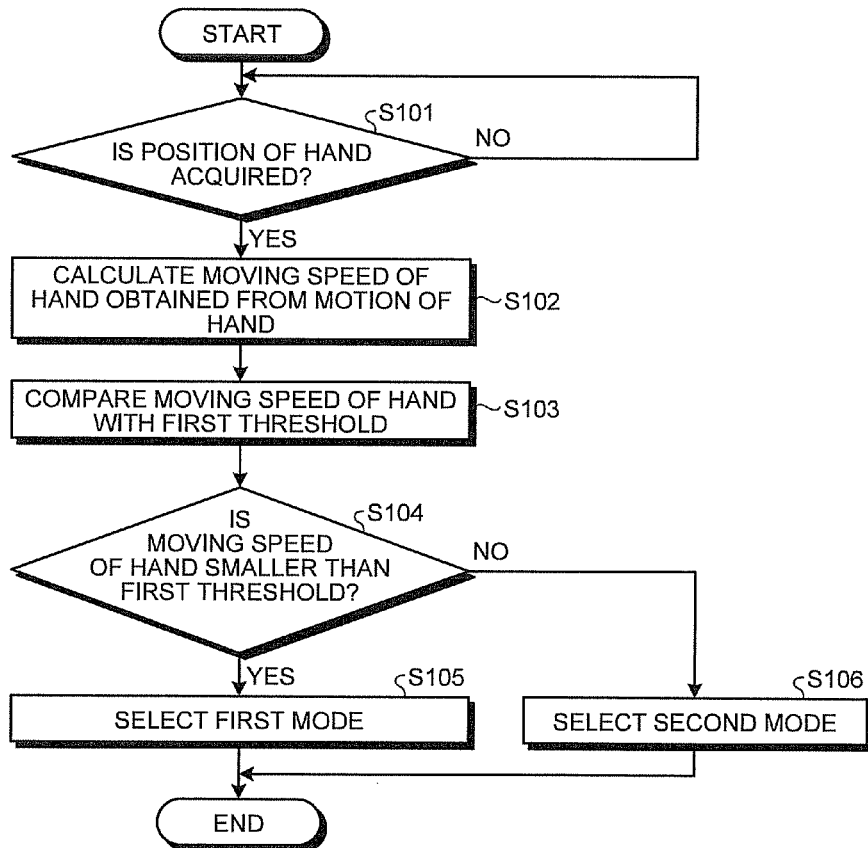 START
S101
IS POSITION OF HAND
ACQUIRED?
NO
YES
CALCULATE MOVING SPEED OF
HAND OBTAINED FROM MOTION OF
HAND
S102
COMPARE MOVING SPEED OF HAND
WITH FIRST THRESHOLD
S103
S104
IS
MOVING SPEED
OF HAND SMALLER THAN
FIRST THRESHOLD?
NO
YES
S105
SELECT FIRST MODE
S106
SELECT SECOND MODE
END